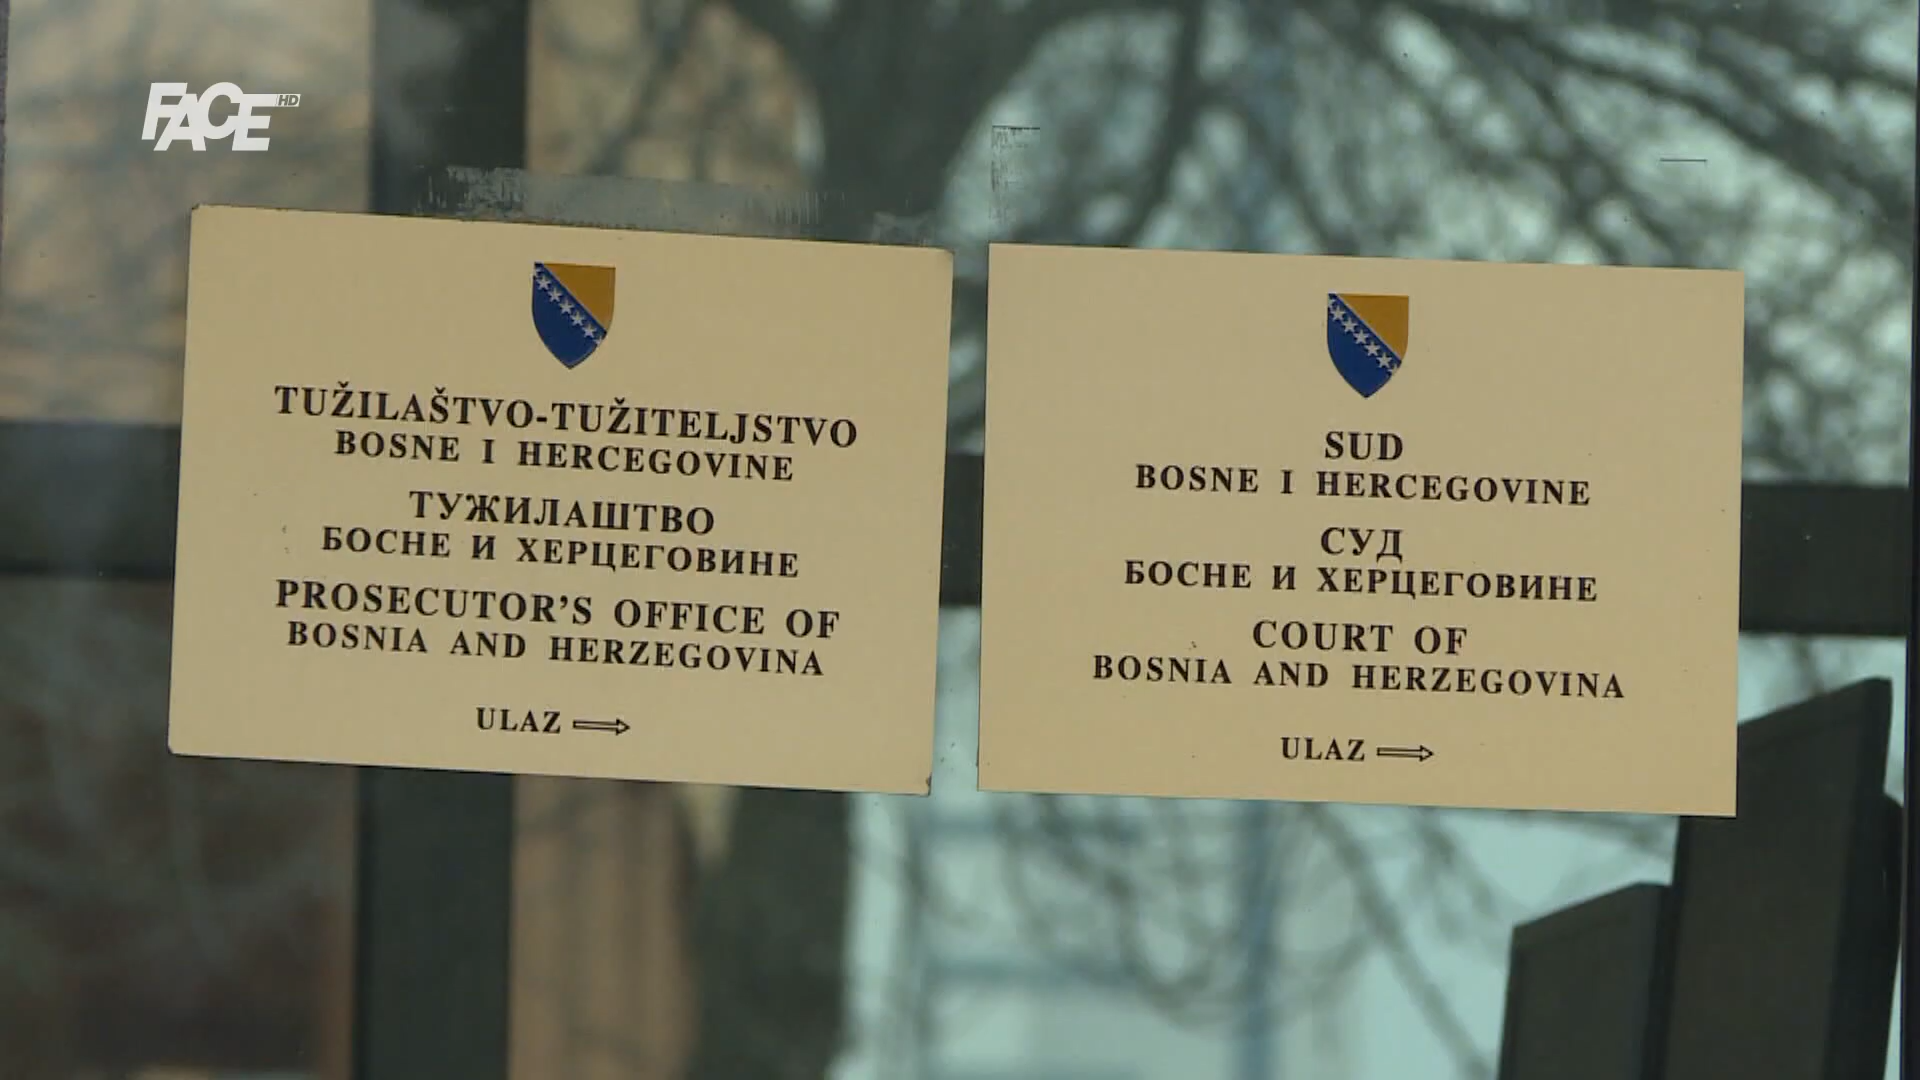 FACE HD
TUŽILAŠTVO-TUŽITELJSTVO
BOSNE I HERCEGOVINE
ТУЖИЛАШТВО
БОСНЕ И ХЕРЦЕГОВИНЕ
PROSECUTOR’S OFFICE OF
BOSNIA AND HERZEGOVINA
ULAZ
SUD
BOSNE I HERCEGOVINE
СУД
БОСНЕ И ХЕРЦЕГОВИНЕ
COURT OF
BOSNIA AND HERZEGOVINA
ULAZ